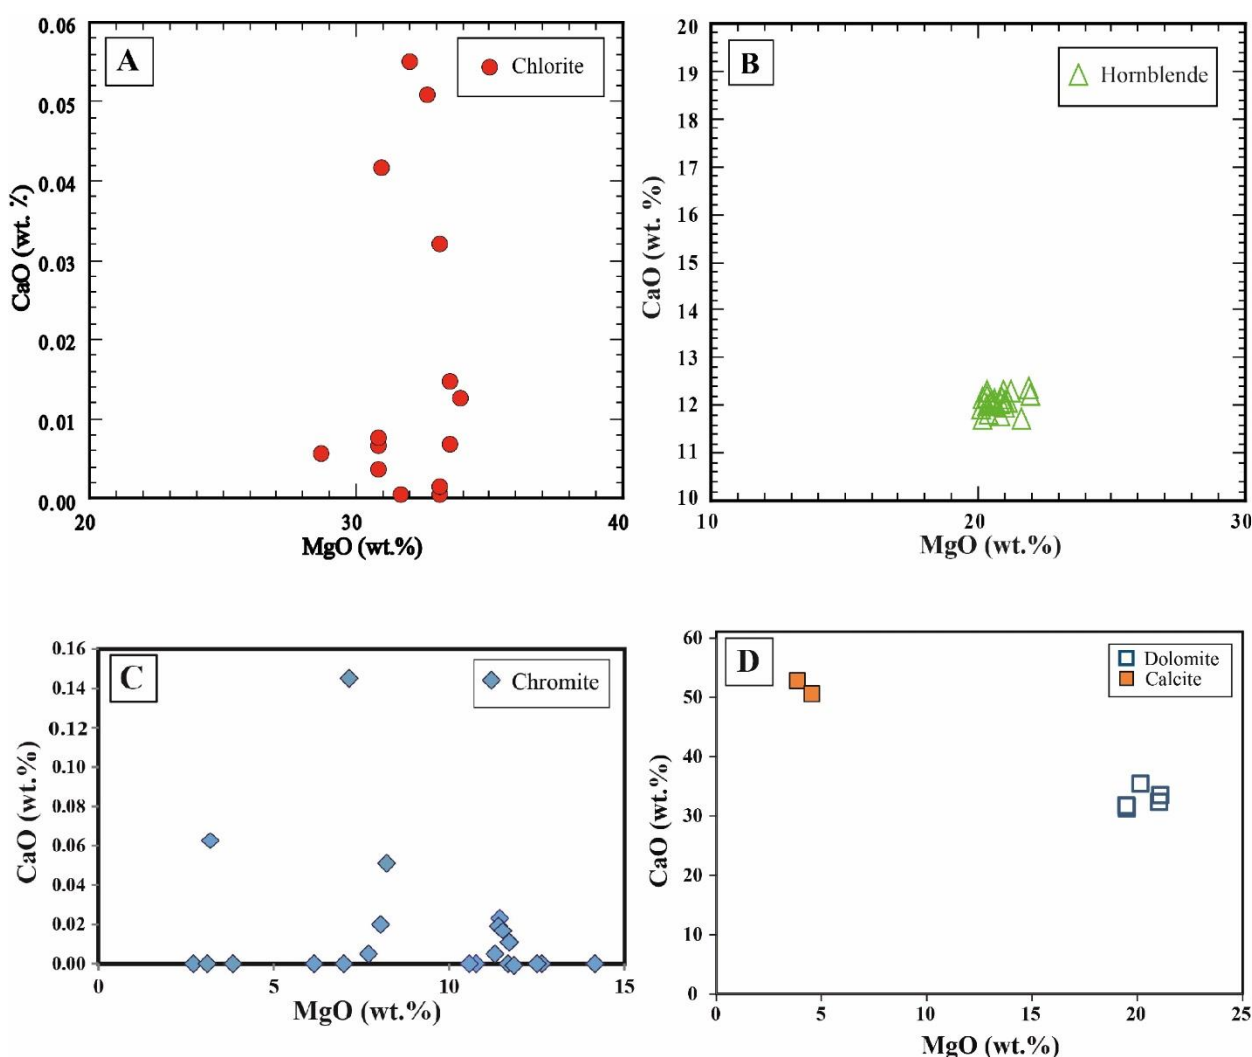 A
Chlorite
0.06
0.05
0.04
0.03
0.02
0.01
0.00
CaO (wt. %)
20
30
40
MgO (wt.%)
B
Hornblende
20
19
18
17
16
15
14
13
12
11
10
CaO (wt. %)
10
20
30
MgO (wt.%)
C
Chromite
0.16
0.14
0.12
0.10
0.08
0.06
0.04
0.02
0.00
CaO (wt.%)
0
5
10
15
MgO (wt.%)
D
Dolomite
Calcite
60
50
40
30
20
10
0
CaO (wt.%)
0
5
10
15
20
25
MgO (wt.%)